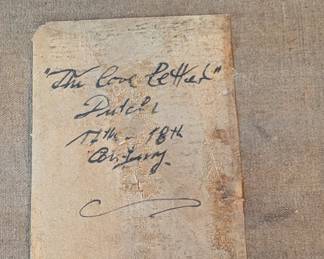 "The love letter"
Dutch
17th - 18th
Century.